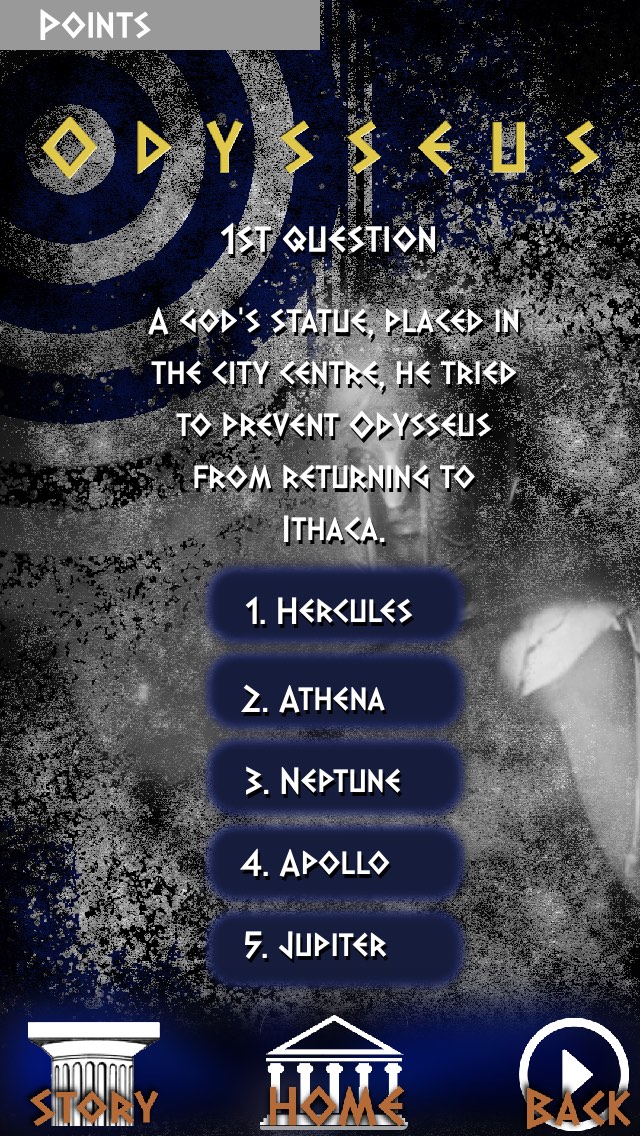 Points
Odysseus
1st question
A god's statue, placed in
the city centre, he tried
to prevent Odysseus
from returning to
Ithaca.
1. Hercules
2. Athena
3. Neptune
4. Apollo
5. Jupiter
Story
Home
Back